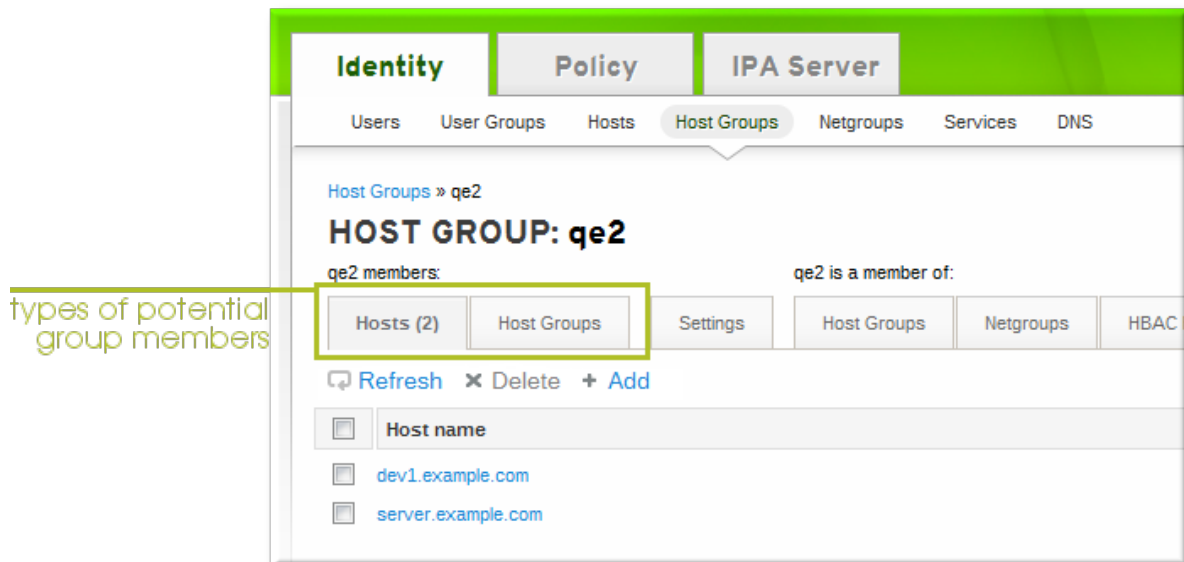 Identity Policy IPA Server
Users User Groups Hosts Host Groups Netgroups Services DNS
Host Groups » qe2
HOST GROUP: qe2
qe2 members: qe2 is a member of:
types of potential
group members
Hosts (2) Host Groups Settings Host Groups Netgroups HBAC
Refresh Delete Add
Host name
dev1.example.com
server.example.com